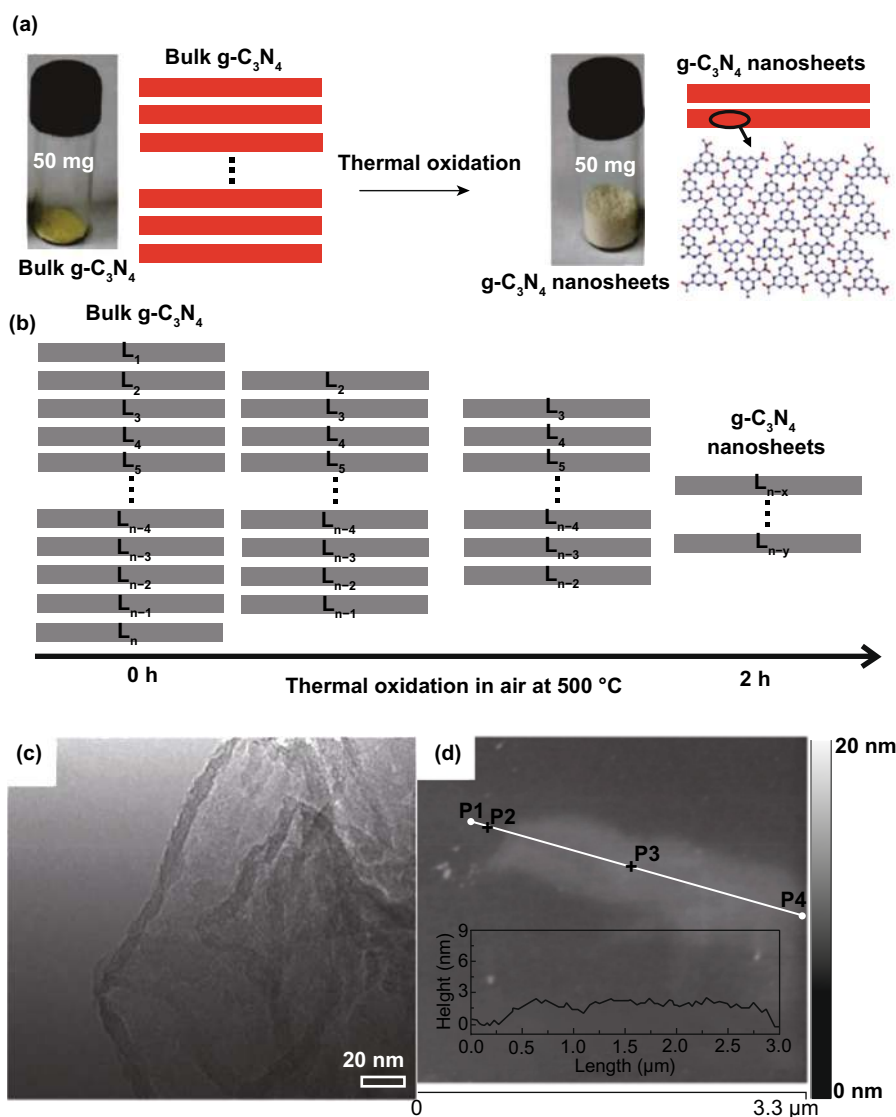 (a)
Bulk g-C₃N₄
50 mg
Bulk g-C₃N₄
Thermal oxidation
50 mg
g-C₃N₄ nanosheets
g-C₃N₄ nanosheets
(b)
Bulk g-C₃N₄
L₁
L₂
L₃
L₄
L₅
Lₙ₋₄
Lₙ₋₃
Lₙ₋₂
Lₙ₋₁
Lₙ
L₂
L₃
L₄
L₅
Lₙ₋₄
Lₙ₋₃
Lₙ₋₂
Lₙ₋₁
L₃
L₄
L₅
Lₙ₋₄
Lₙ₋₃
Lₙ₋₂
g-C₃N₄
nanosheets
Lₙ₋ₓ
Lₙ₋y
0 h
Thermal oxidation in air at 500 °C
2 h
(c)
20 nm
(d)
P1
P2
P3
P4
Helght (nm)
9
6
3
0
0.0 0.5 1.0 1.5 2.0 2.5 3.0
Length (µm)
20 nm
0 nm
0 3.3 µm